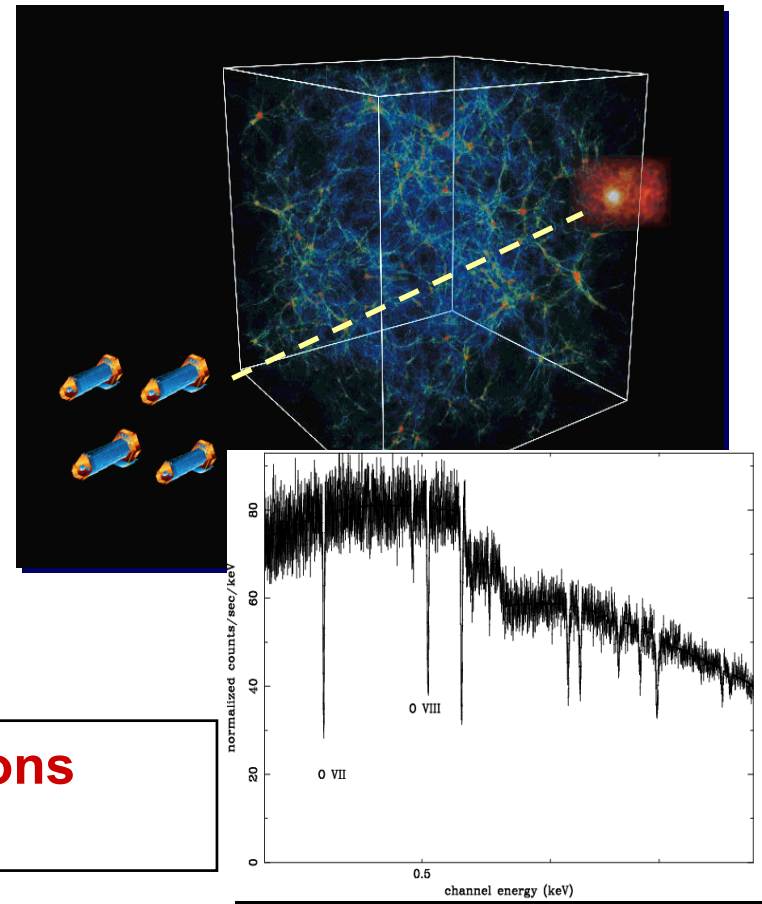 normalized counts/sec/keV
80
60
40
20
0
O VIII
O VII
0.5
channel energy (keV)
ons